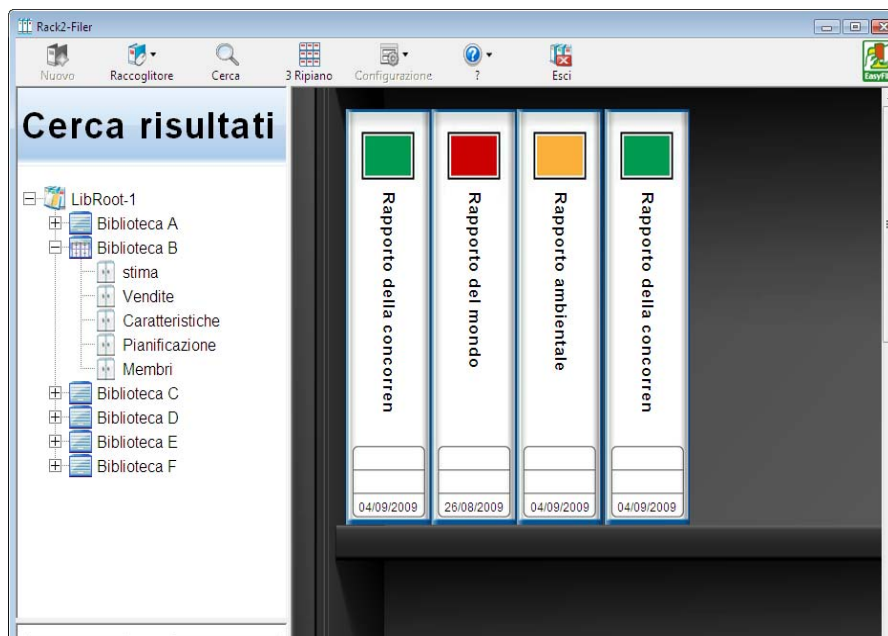 Rack2-Filer
Nuovo Raccoglitore Cerca 3 Ripiano Configurazione ? Esci
Cerca risultati
LibRoot-1
Biblioteca A
Biblioteca B
stima
Vendite
Caratteristiche
Pianificazione
Membri
Biblioteca C
Biblioteca D
Biblioteca E
Biblioteca F
Rapporto della concorren
04/09/2009
Rapporto del mondo
26/08/2009
Rapporto ambientale
04/09/2009
Rapporto della concorren
04/09/2009